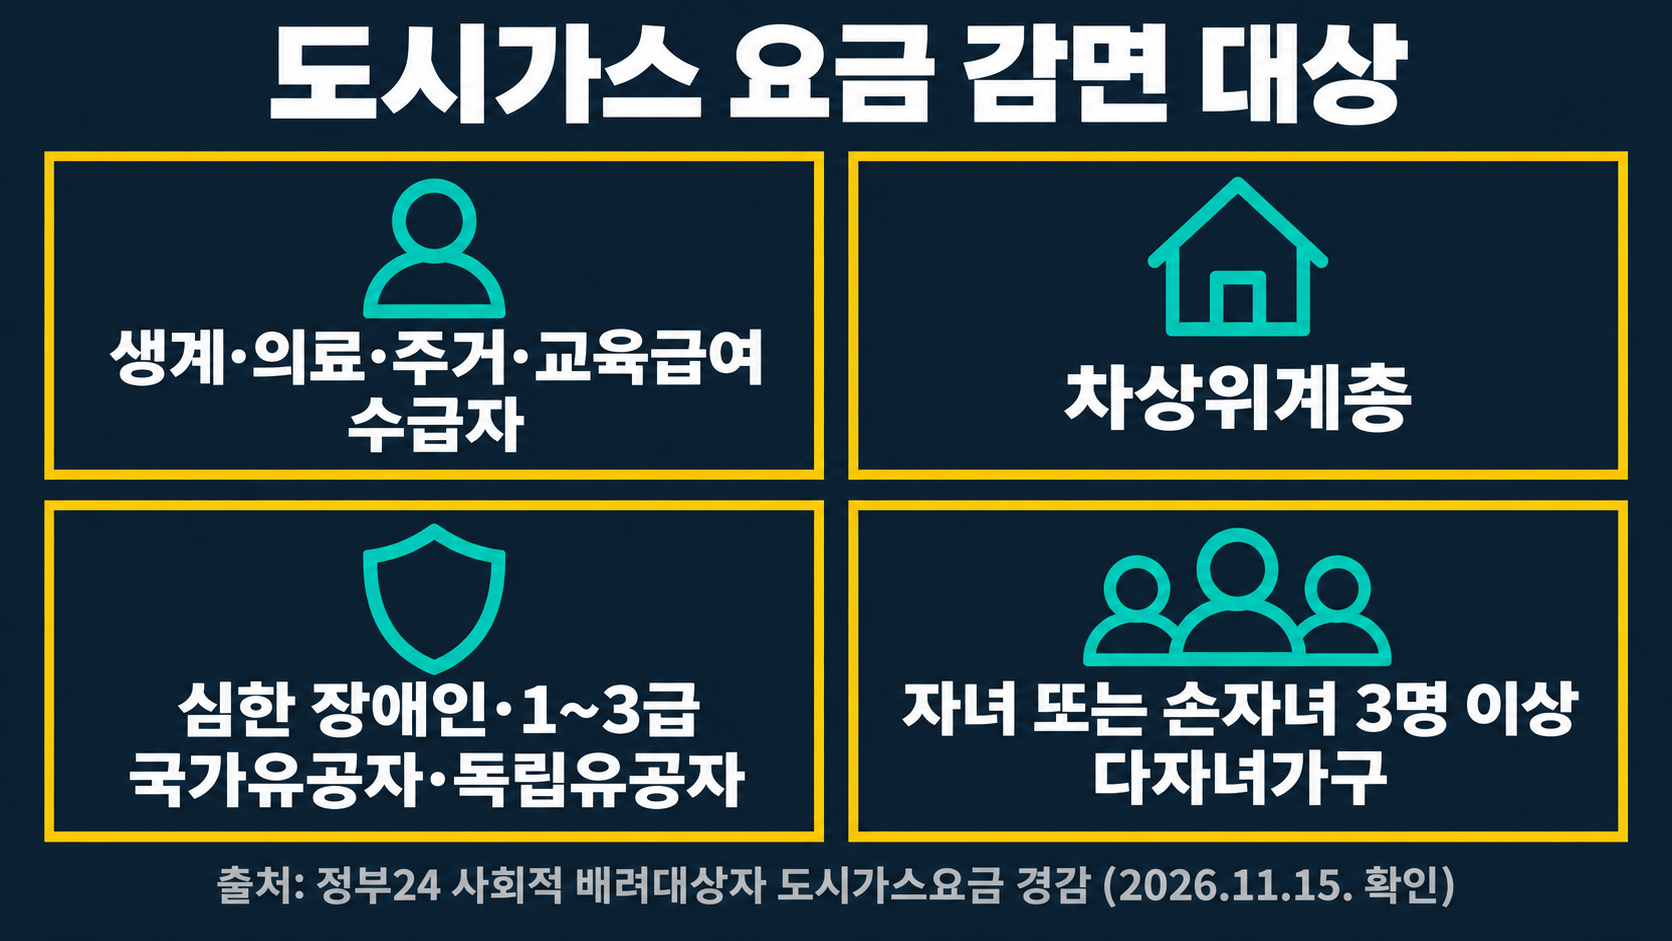 도시가스 요금 감면 대상
생계·의료·주거·교육급여
수급자
차상위계층
심한 장애인·1~3급
국가유공자·독립유공자
자녀 또는 손자녀 3명 이상
다자녀가구
출처: 정부24 사회적 배려대상자 도시가스요금 경감 (2026.11.15. 확인)